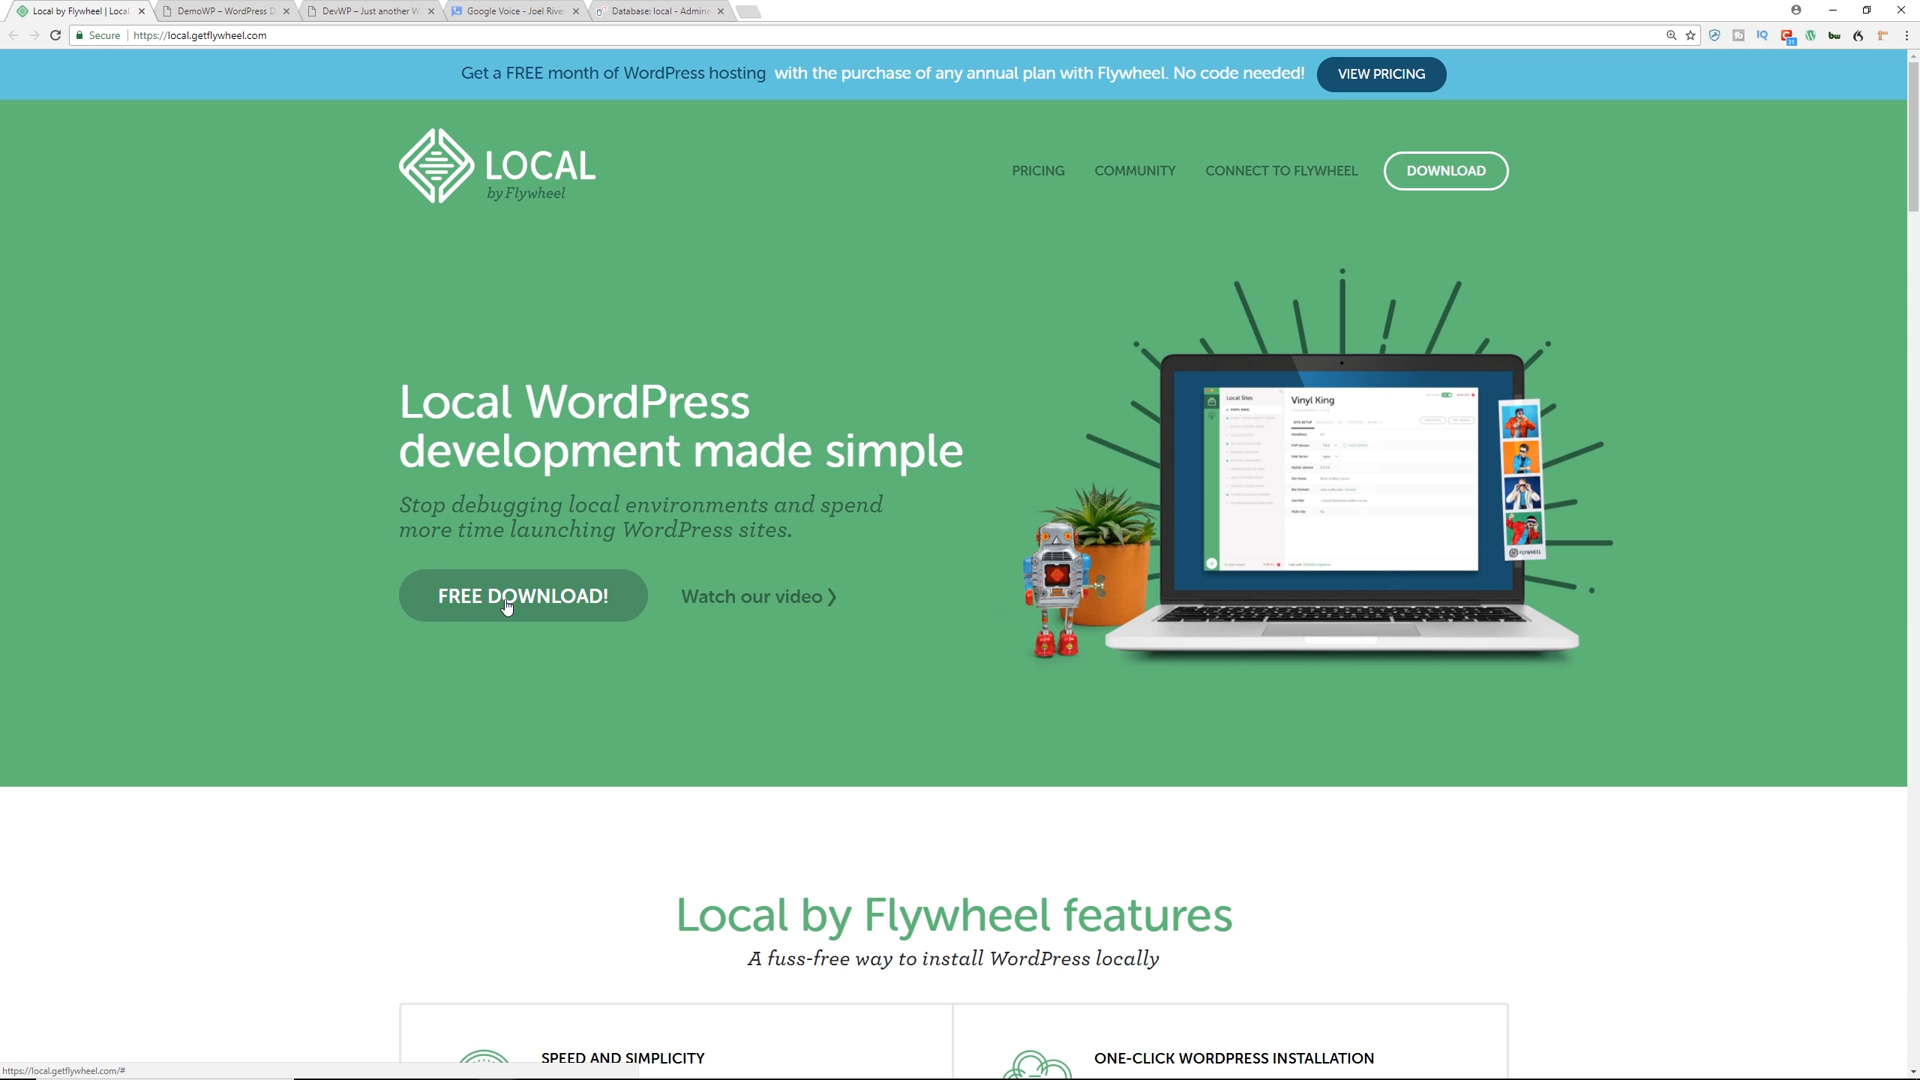 Local by Flywheel | Local
DemoWP – WordPress D
DevWP – Just another W
Google Voice - Joel Rive
Database: local - Admine
Secure
https://local.getflywheel.com
Get a FREE month of WordPress hosting with the purchase of any annual plan with Flywheel. No code needed!
VIEW PRICING
LOCAL
by Flywheel
PRICING
COMMUNITY
CONNECT TO FLYWHEEL
DOWNLOAD
Local WordPress
development made simple
Stop debugging local environments and spend
more time launching WordPress sites.
FREE DOWNLOAD!
Watch our video
Local Sites
Vinyl King
FLYWHEEL
Local by Flywheel features
A fuss-free way to install WordPress locally
SPEED AND SIMPLICITY
ONE-CLICK WORDPRESS INSTALLATION
https://local.getflywheel.com/#